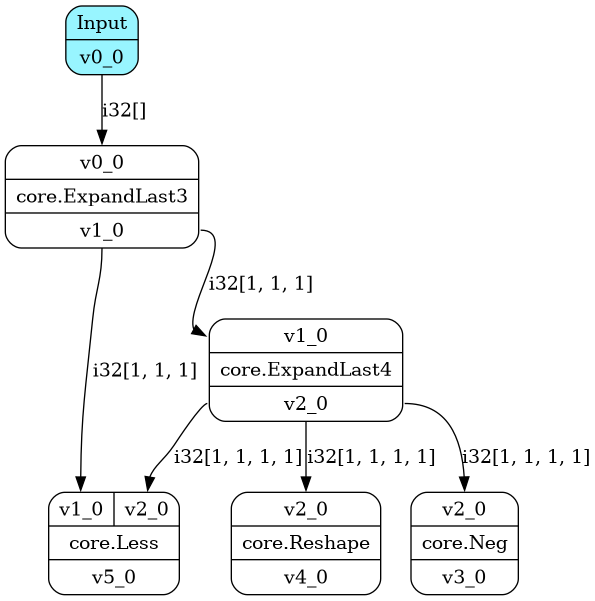 Input
v0_0
i32[]
v0_0
core.ExpandLast3
v1_0
i32[1, 1, 1]
v1_0
core.ExpandLast4
v2_0
i32[1, 1, 1]
i32[1, 1, 1, 1]
i32[1, 1, 1, 1]
i32[1, 1, 1, 1]
v1_0 v2_0
core.Less
v5_0
v2_0
core.Reshape
v4_0
v2_0
core.Neg
v3_0